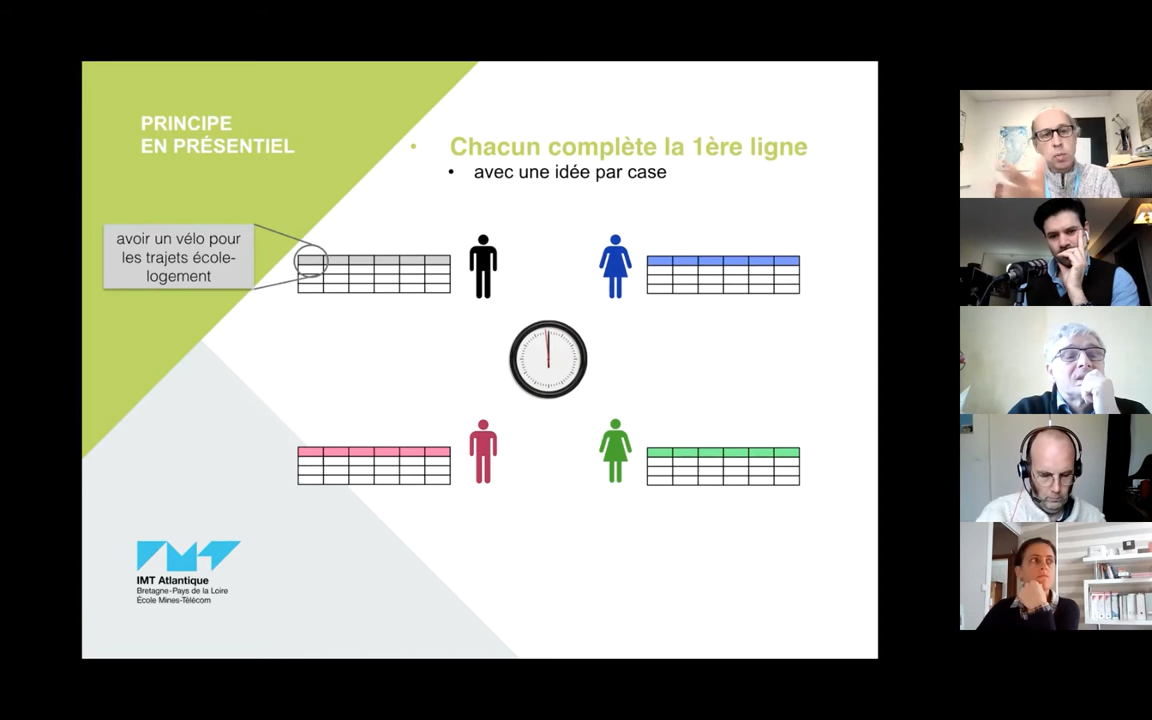 PRINCIPE
EN PRÉSENTIEL
• Chacun complète la 1ère ligne
• avec une idée par case
avoir un vélo pour
les trajets école-
logement
IMT Atlantique
Bretagne-Pays de la Loire
École Mines-Télécom